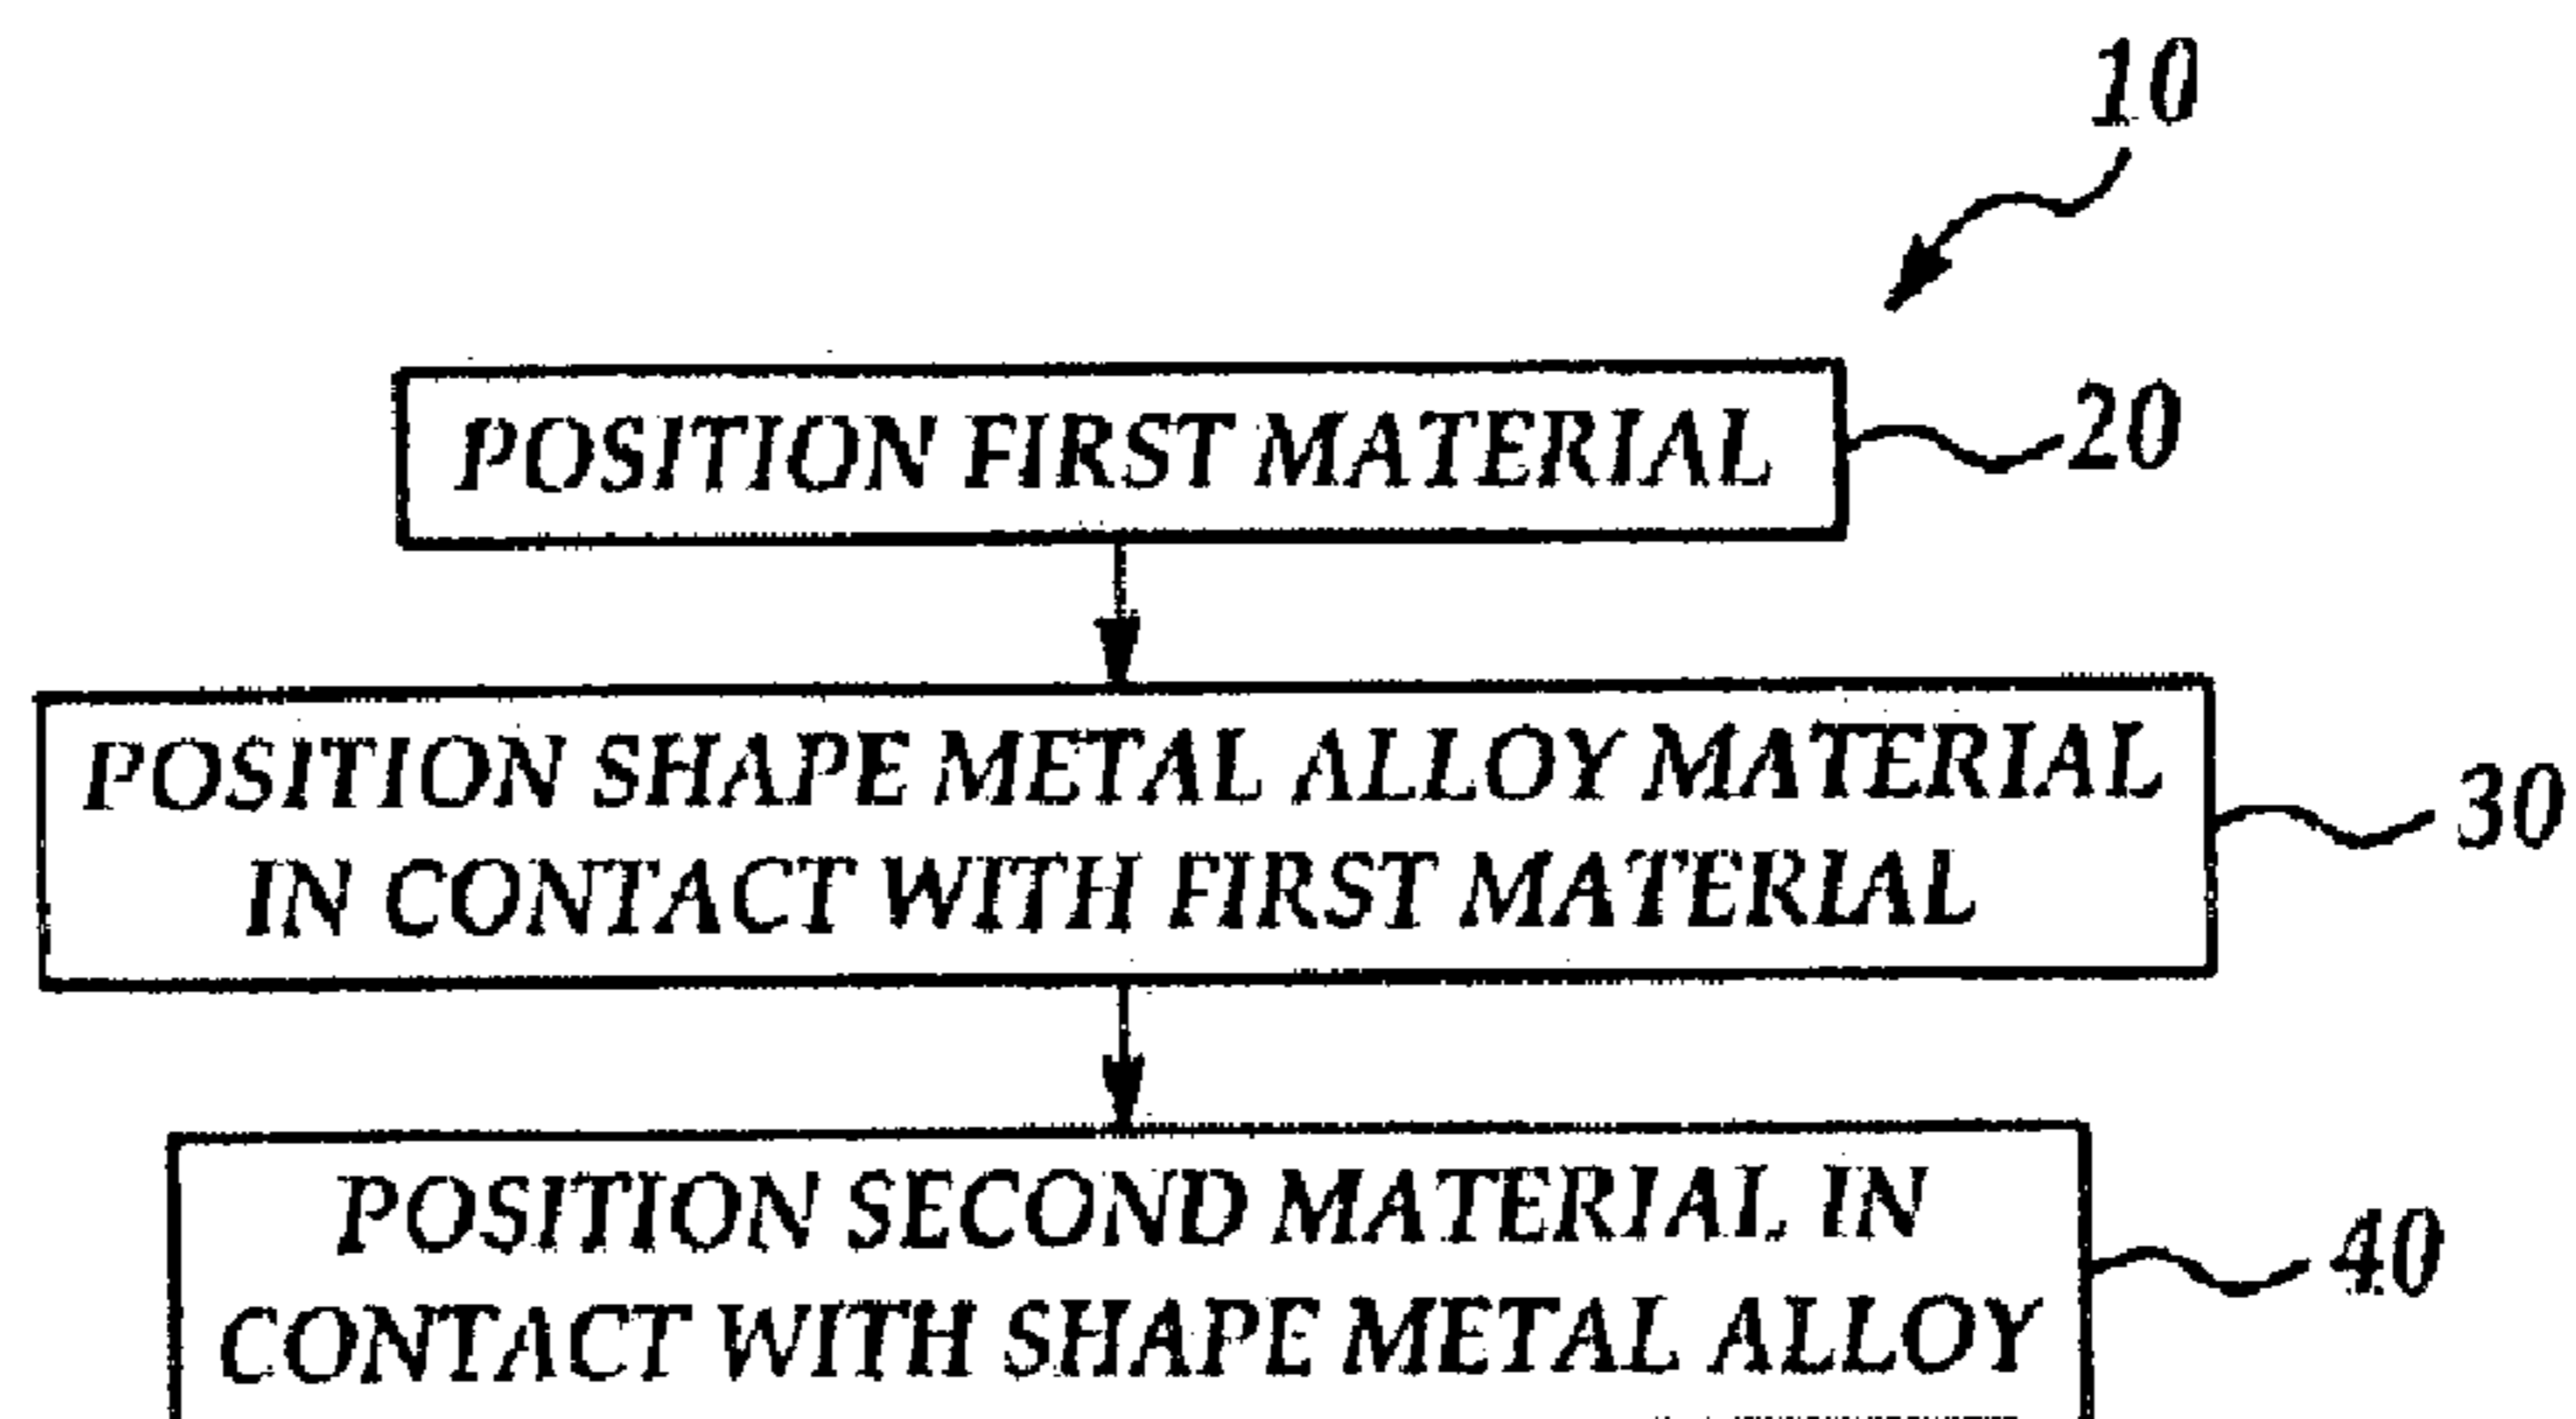 10
POSITION FIRST MATERIAL
20
POSITION SHAPE METAL ALLOY MATERIAL
IN CONTACT WITH FIRST MATERIAL
30
POSITION SECOND MATERIAL IN
CONTACT WITH SHAPE METAL ALLOY
40